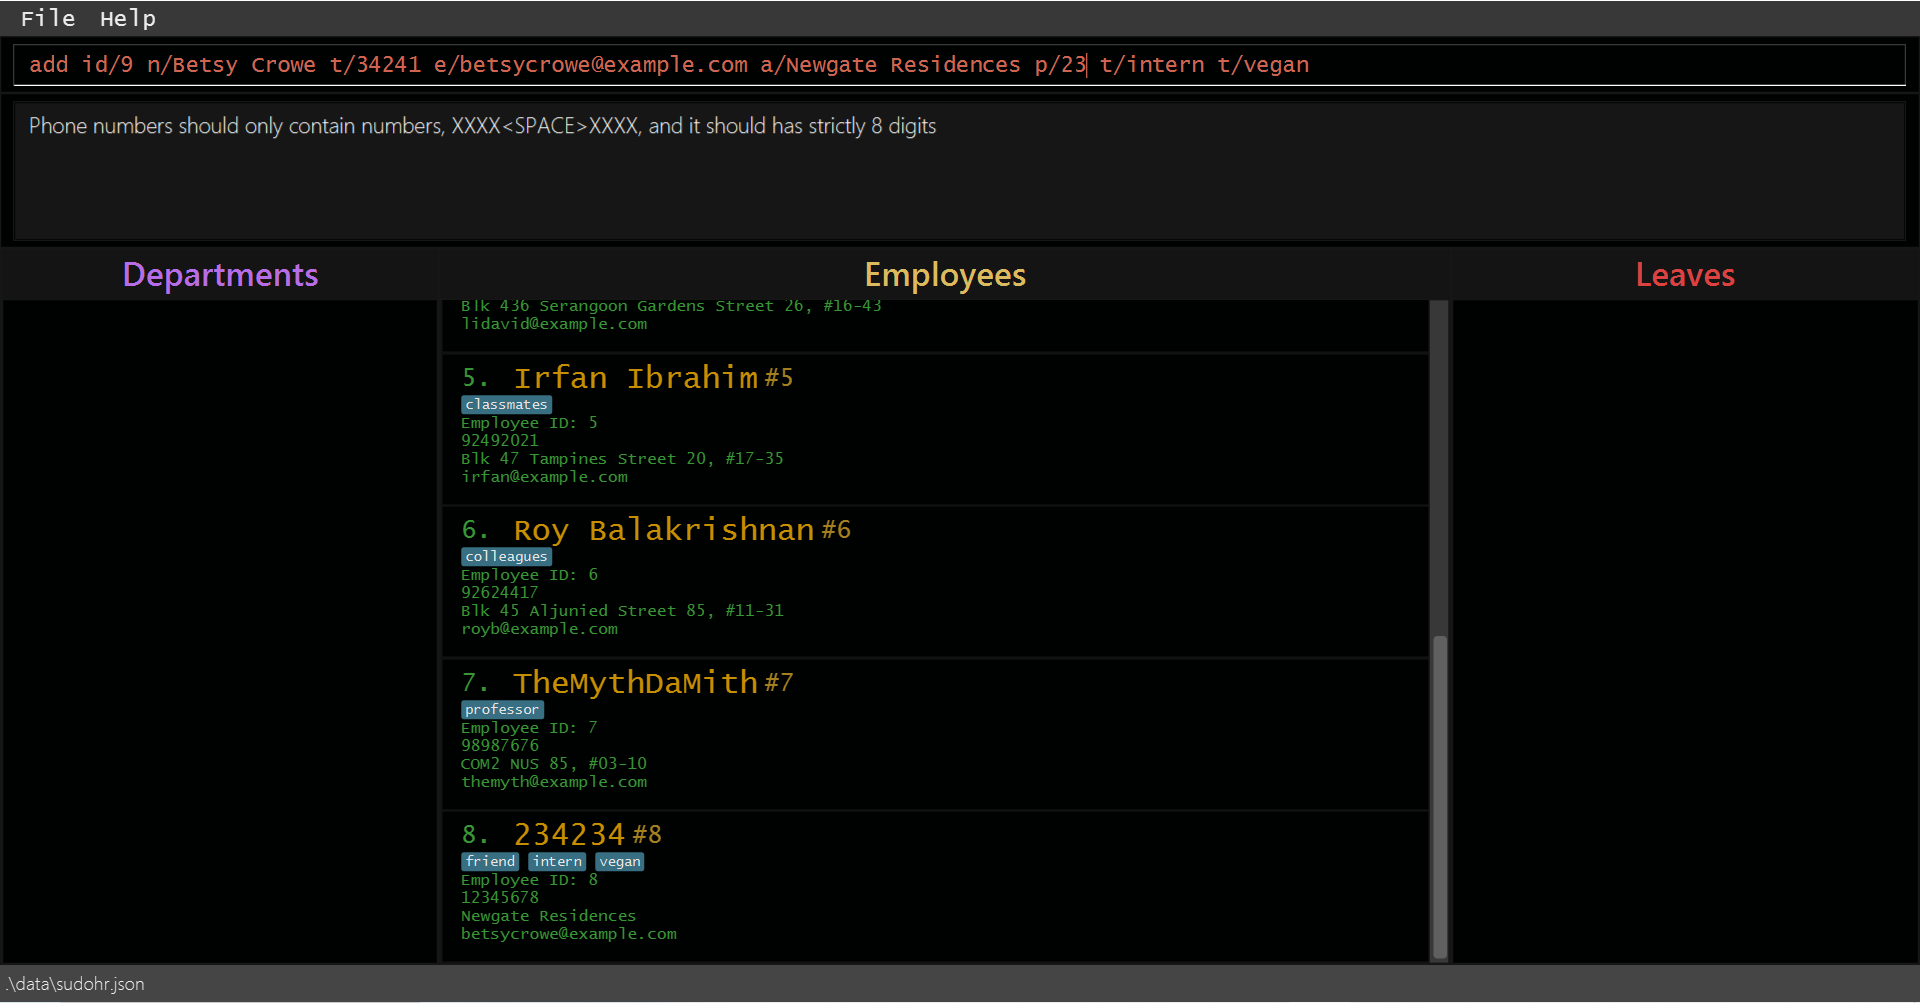 File Help
add id/9 n/Betsy Crowe t/34241 e/betsycrowe@example.com a/Newgate Residences p/23 t/intern t/vegan
Phone numbers should only contain numbers, XXXX<SPACE>XXXX, and it should has strictly 8 digits
Departments
Employees
Leaves
Blk 436 Serangoon Gardens Street 26, #16-43
lidavid@example.com
5. Irfan Ibrahim #5
classmates
Employee ID: 5
92492021
Blk 47 Tampines Street 20, #17-35
irfan@example.com
6. Roy Balakrishnan #6
colleagues
Employee ID: 6
92624417
Blk 45 Aljunied Street 85, #11-31
royb@example.com
7. TheMythDaMith #7
professor
Employee ID: 7
98987676
COM2 NUS 85, #03-10
themyth@example.com
8. 234234 #8
friend intern vegan
Employee ID: 8
12345678
Newgate Residences
betsycrowe@example.com
.\data\sudohr.json